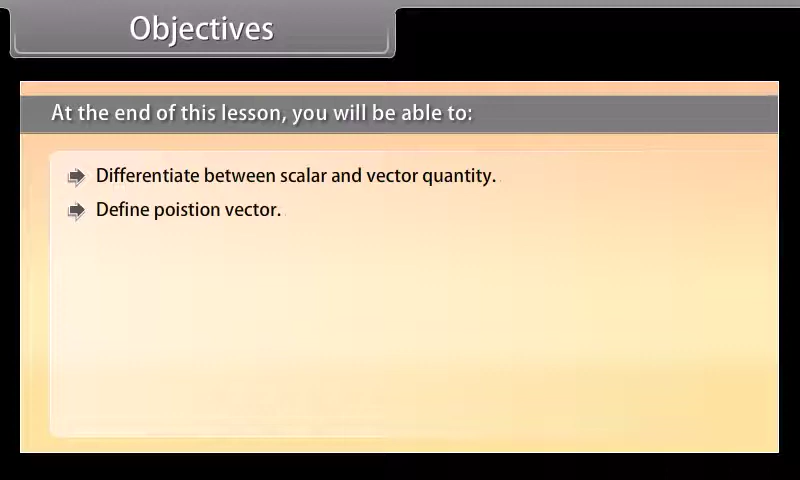 Objectives
At the end of this lesson, you will be able to:
Differentiate between scalar and vector quantity.
Define poistion vector.